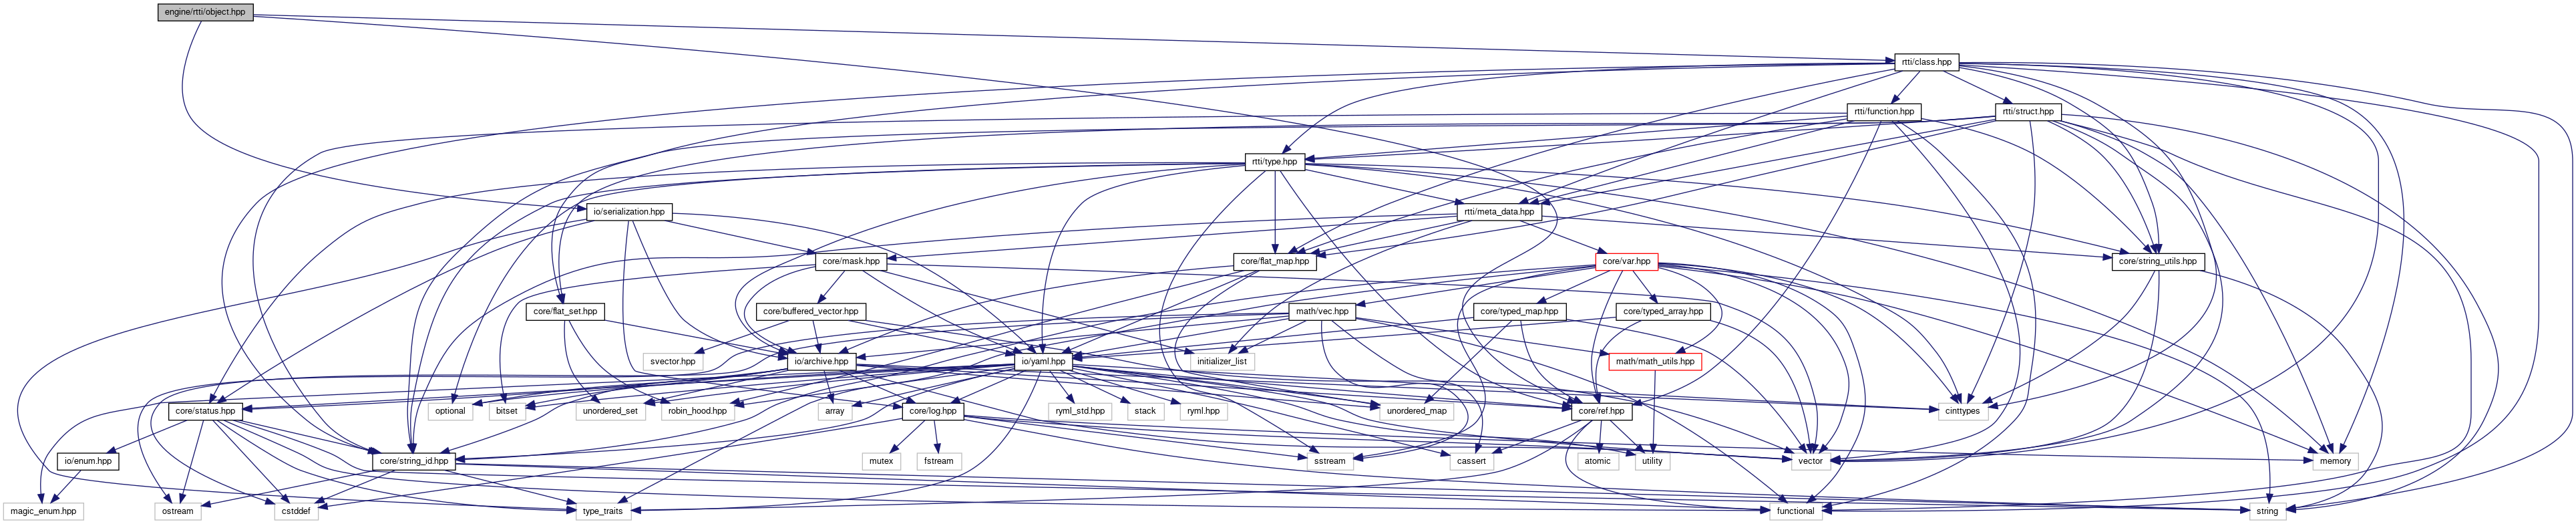 engine/rtti/object.hpp
rtti/class.hpp
rtti/function.hpp
rtti/struct.hpp
rtti/type.hpp
io/serialization.hpp
rtti/meta_data.hpp
core/mask.hpp
core/flat_map.hpp
core/var.hpp
core/string_utils.hpp
core/flat_set.hpp
core/buffered_vector.hpp
math/vec.hpp
core/typed_map.hpp
core/typed_array.hpp
svector.hpp
io/archive.hpp
io/yaml.hpp
initializer_list
math/math_utils.hpp
core/status.hpp
optional
bitset
unordered_set
robin_hood.hpp
array
core/log.hpp
ryml_std.hpp
stack
ryml.hpp
unordered_map
core/ref.hpp
cinttypes
io/enum.hpp
core/string_id.hpp
mutex
fstream
sstream
cassert
atomic
utility
vector
memory
magic_enum.hpp
ostream
cstddef
type_traits
functional
string